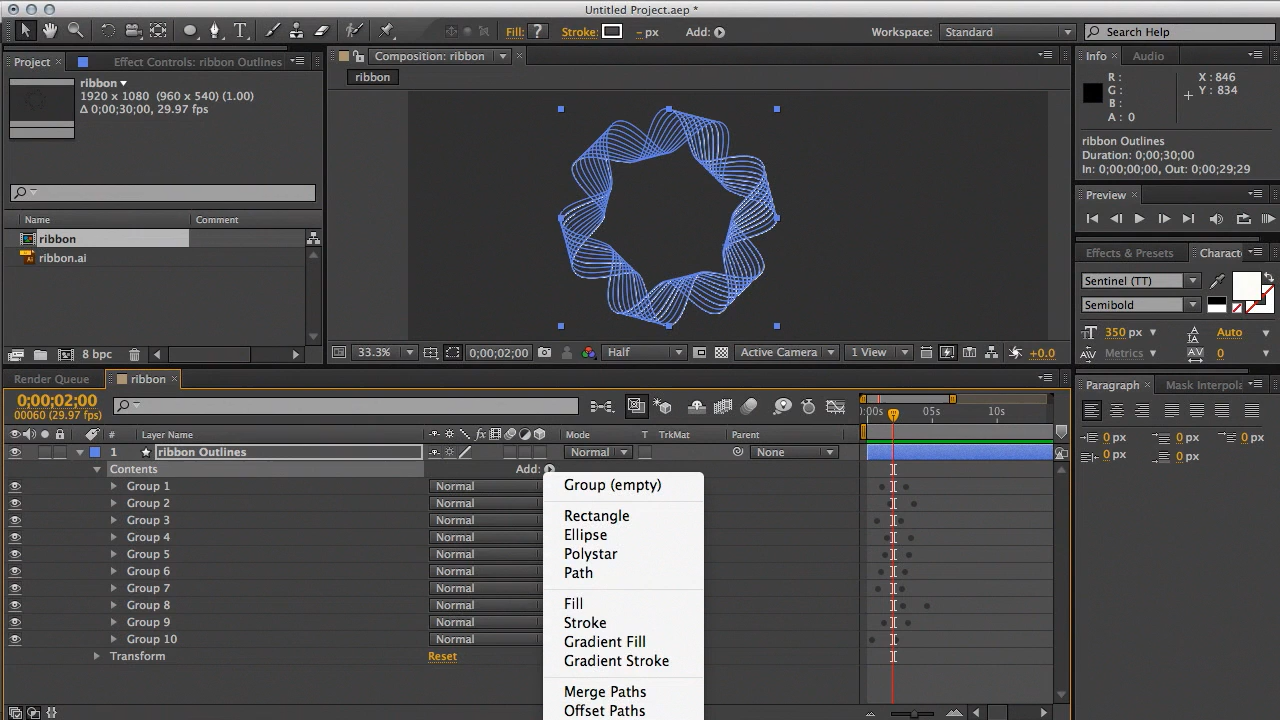 Untitled Project.aep *
Fill: ? Stroke: - px Add:
Workspace: Standard
Search Help
Project × Effect Controls: ribbon Outlines
Composition: ribbon
Info × Audio
ribbon
ribbon▼
1920 x 1080 (960 x 540) (1.00)
Δ 0;00;30;00, 29.97 fps
R:
G:
B:
A: 0
X: 846
Y: 834
ribbon Outlines
Duration: 0;00;30;00
In: 0;00;00;00, Out: 0;00;29;29
Preview ×
Name Comment
ribbon
ribbon.ai
Effects & Presets Charact
Sentinel (TT)
Semibold
350 px Auto
Metrics 0
8 bpc
33.3% 0;00;02;00 Half Active Camera 1 View +0.0
Render Queue ribbon ×
Paragraph × Mask Interpola
0;00;02;00
00060 (29.97 fps)
0:00s 05s 10s
0 px 0 px 0 px
0 px 0 px
# Layer Name Mode T TrkMat Parent
1 ribbon Outlines Normal None
Contents Add:
Group 1 Normal
Group 2 Normal
Group 3 Normal
Group 4 Normal
Group 5 Normal
Group 6 Normal
Group 7 Normal
Group 8 Normal
Group 9 Normal
Group 10 Normal
Transform Reset
Group (empty)
Rectangle
Ellipse
Polystar
Path
Fill
Stroke
Gradient Fill
Gradient Stroke
Merge Paths
Offset Paths